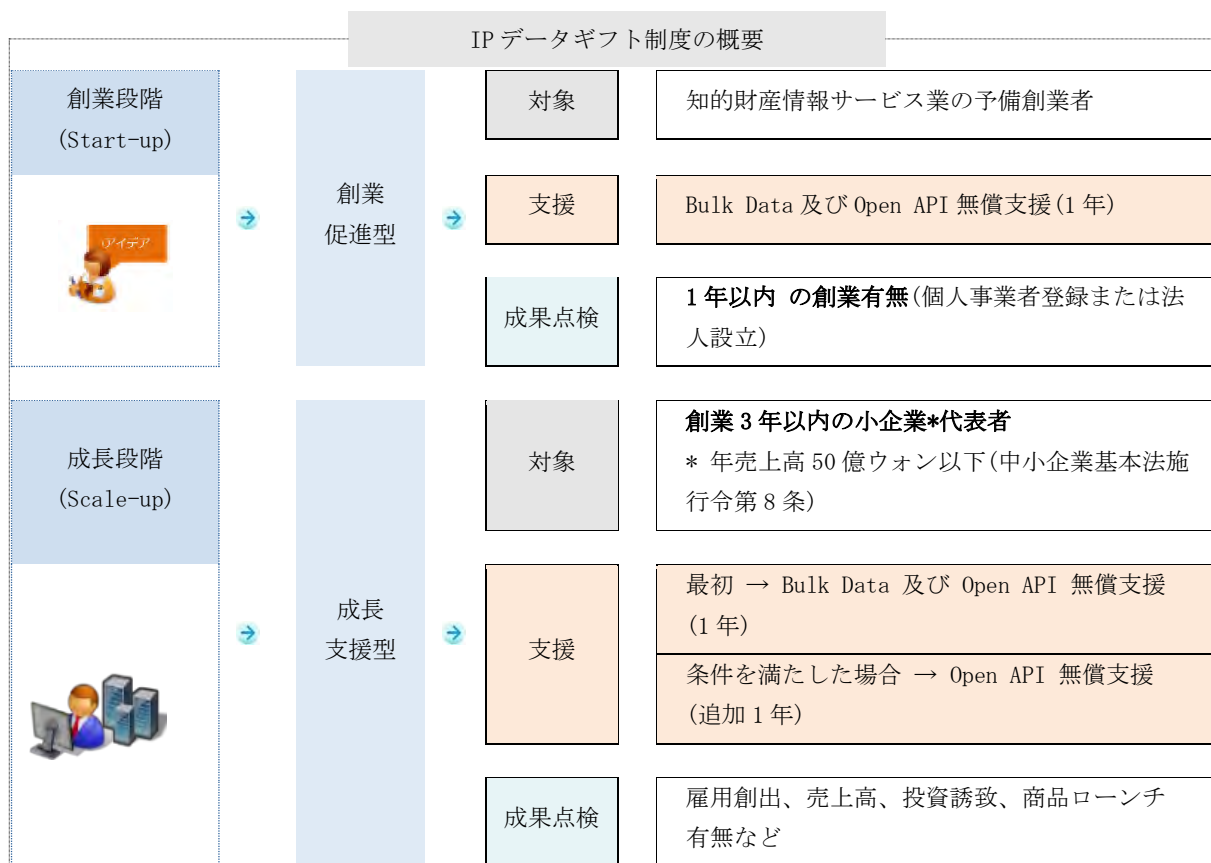 IPデータギフト制度の概要
創業段階
(Start-up)
アイデア
創業
促進型
対象
知的財産情報サービス業の予備創業者
支援
Bulk Data 及び Open API 無償支援(1年)
成果点検
1年以内 の創業有無(個人事業者登録または法
人設立)
成長段階
(Scale-up)
成長
支援型
対象
創業3年以内の小企業*代表者
* 年売上高50億ウォン以下(中小企業基本法施
行令第8条)
支援
最初 → Bulk Data 及び Open API 無償支援
(1年)
条件を満たした場合 → Open API 無償支援
(追加1年)
成果点検
雇用創出、売上高、投資誘致、商品ローンチ
有無など